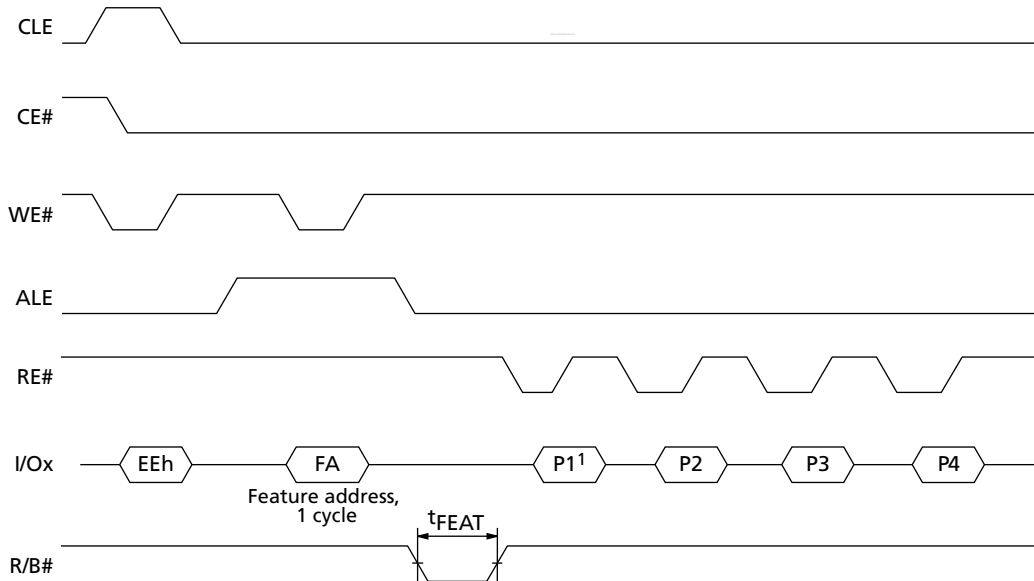 CLE
CE#
WE#
ALE
RE#
I/Ox
EEh
FA
P1¹
P2
P3
P4
Feature address,
1 cycle
tFEAT
R/B#